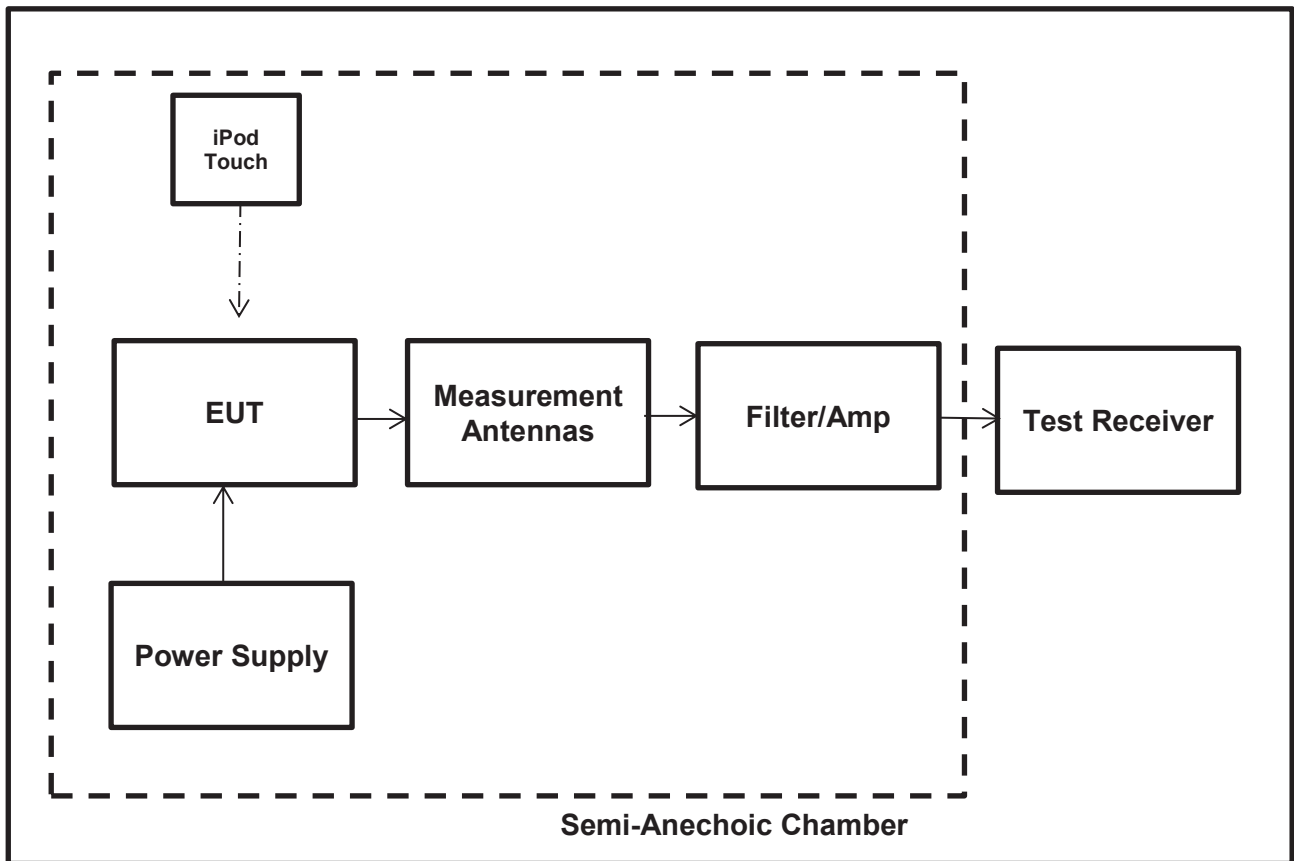 iPod
Touch
EUT
Measurement
Antennas
Filter/Amp
Test Receiver
Power Supply
Semi-Anechoic Chamber